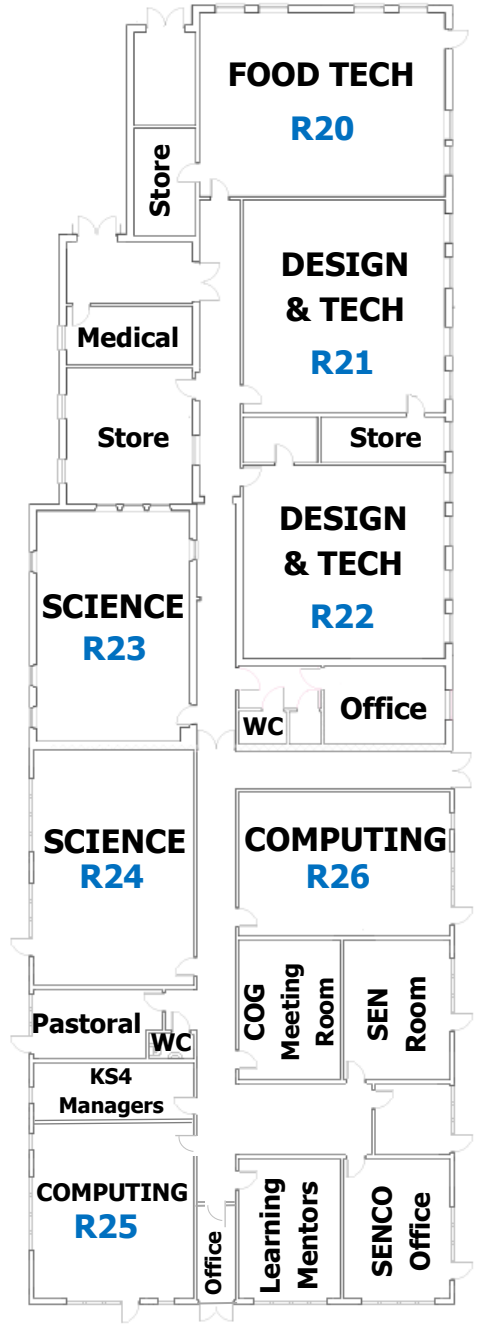 FOOD TECH
R20
Store
DESIGN
& TECH
R21
Medical
Store
Store
DESIGN
& TECH
R22
SCIENCE
R23
WC
Office
SCIENCE
R24
COMPUTING
R26
COG
Meeting
Room
SEN
Room
Pastoral
WC
KS4
Managers
COMPUTING
R25
Office
Learning
Mentors
SENCO
Office